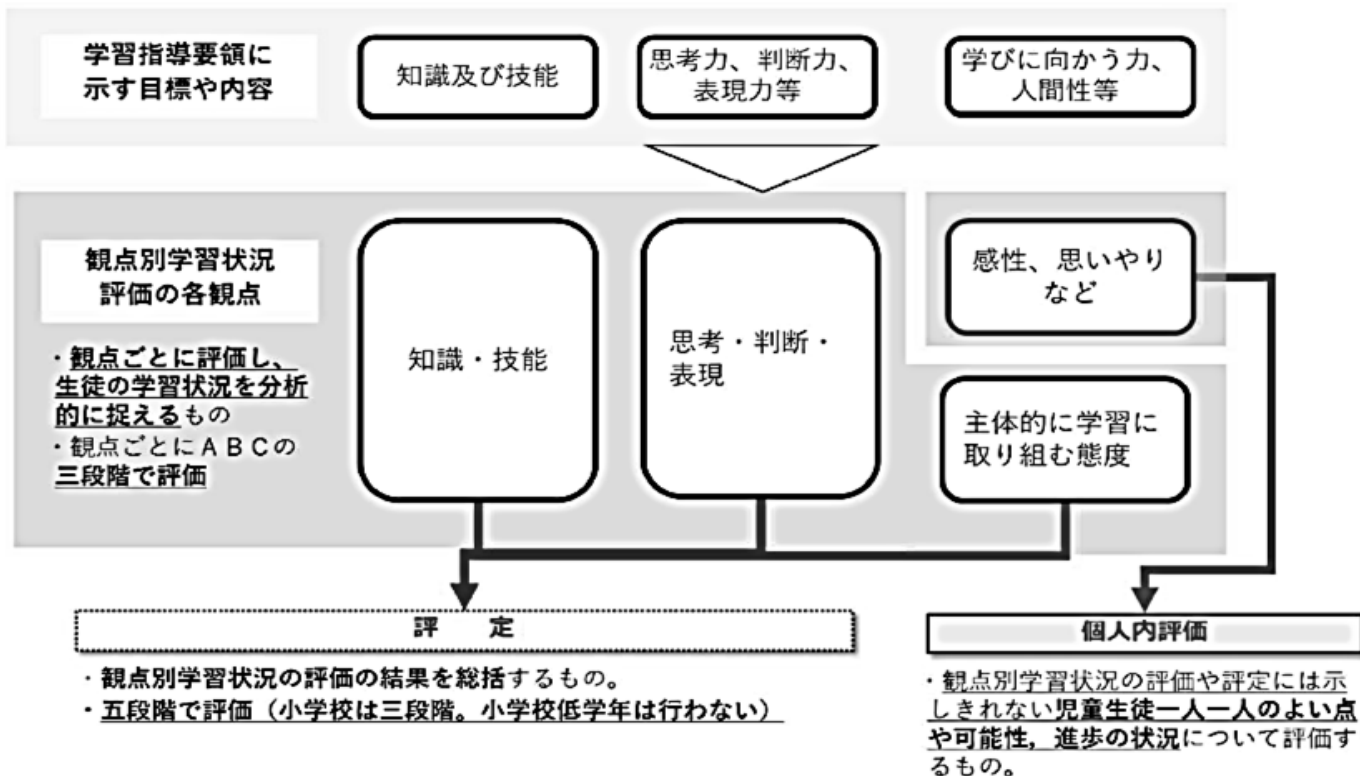 学習指導要領に
示す目標や内容
知識及び技能
思考力、判断力、
表現力等
学びに向かう力、
人間性等
観点別学習状況
評価の各観点
・観点ごとに評価し、
生徒の学習状況を分析
的に捉えるもの
・観点ごとにＡＢＣの
三段階で評価
知識・技能
思考・判断・
表現
感性、思いやり
など
主体的に学習に
取り組む態度
評　定
・観点別学習状況の評価の結果を総括するもの。
・五段階で評価（小学校は三段階。小学校低学年は行わない）
個人内評価
・観点別学習状況の評価や評定には示
しきれない児童生徒一人一人のよい点
や可能性，進歩の状況について評価す
るもの。